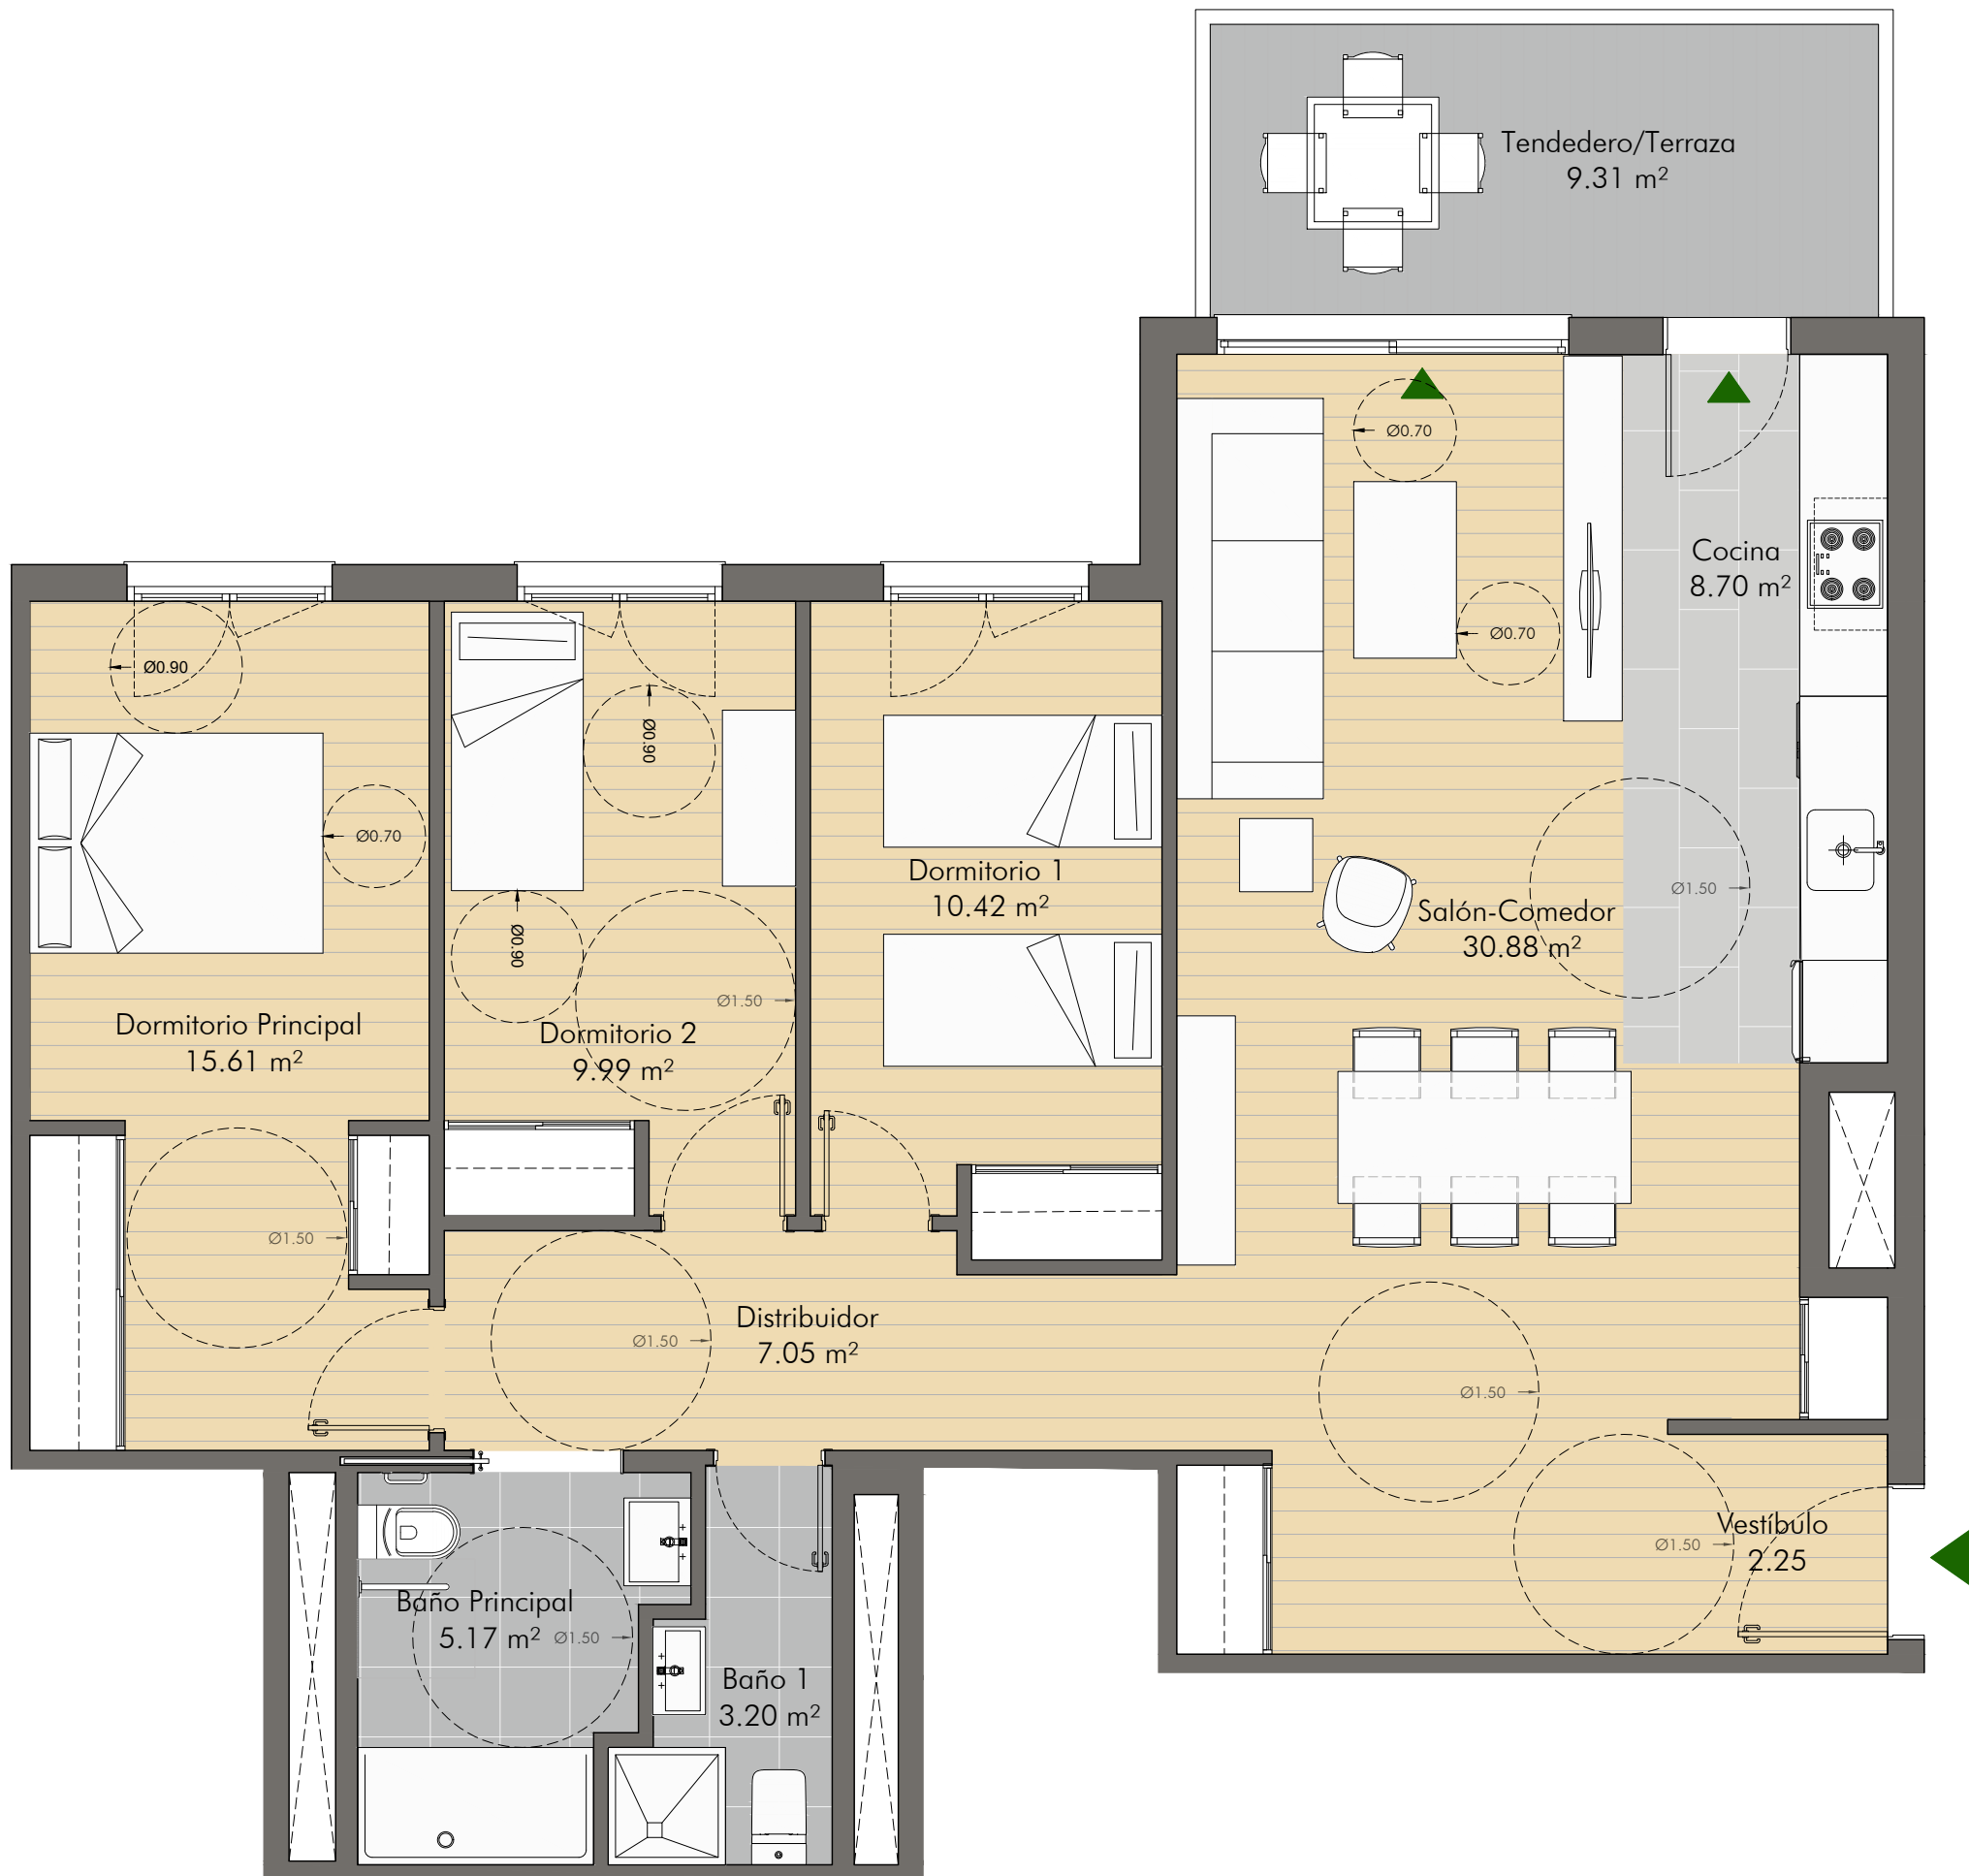 Tendedero/Terraza
9.31 m²
Ø0.70
Cocina
8.70 m²
Ø0.70
Ø0.90
Ø0.90
Ø0.70
Dormitorio 1
10.42 m²
Ø1.50
Salón-Comedor
30.88 m²
Ø0.90
Ø1.50
Dormitorio Principal
15.61 m²
Dormitorio 2
9.99 m²
Ø1.50
Distribuidor
7.05 m²
Ø1.50
Ø1.50
Vestíbulo
2.25
Ø1.50
Baño Principal
5.17 m²
Ø1.50
Baño 1
3.20 m²